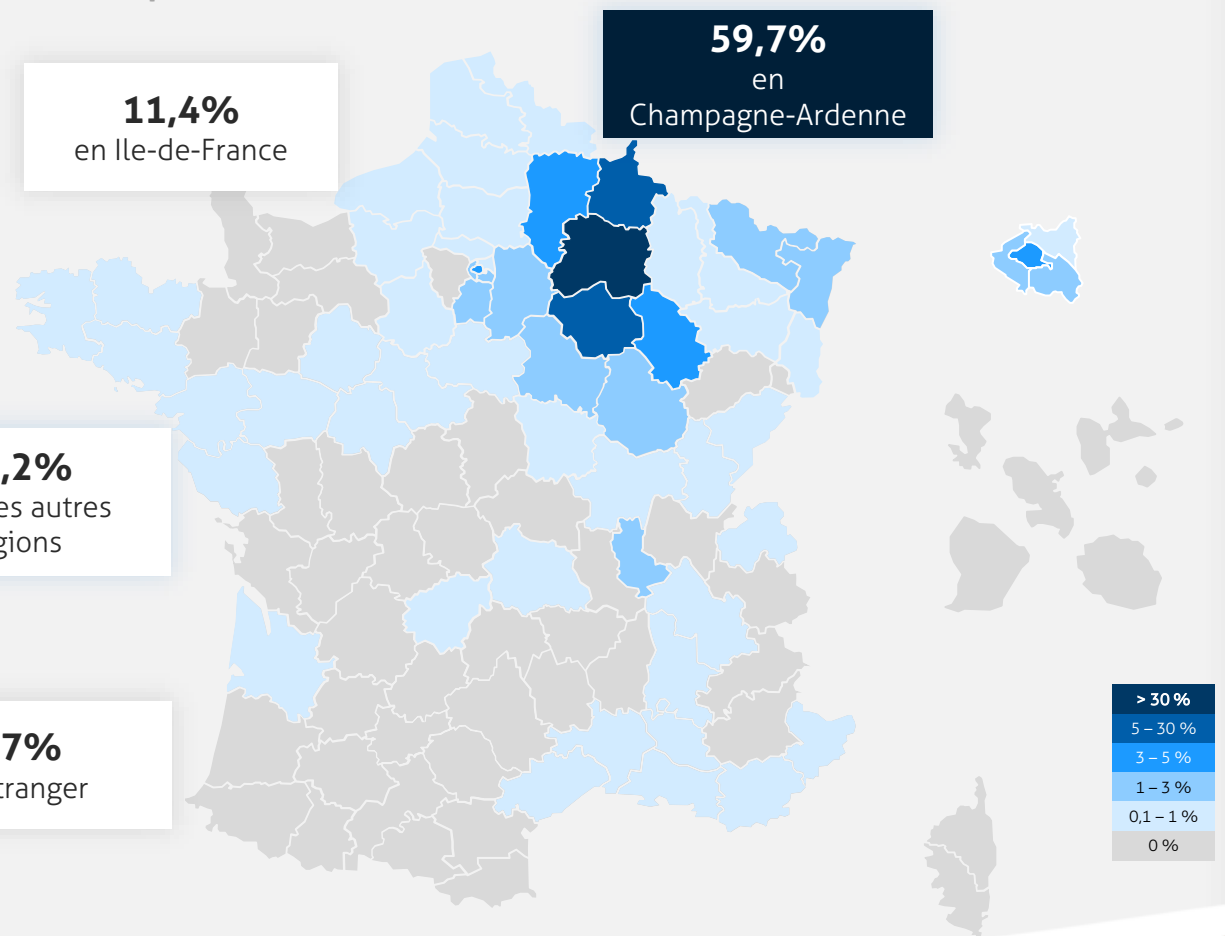 59,7%
en
Champagne-Ardenne
11,4%
en Ile-de-France
,2%
es autres
gions
7%
tranger
> 30 %
5 – 30 %
3 – 5 %
1 – 3 %
0,1 – 1 %
0 %